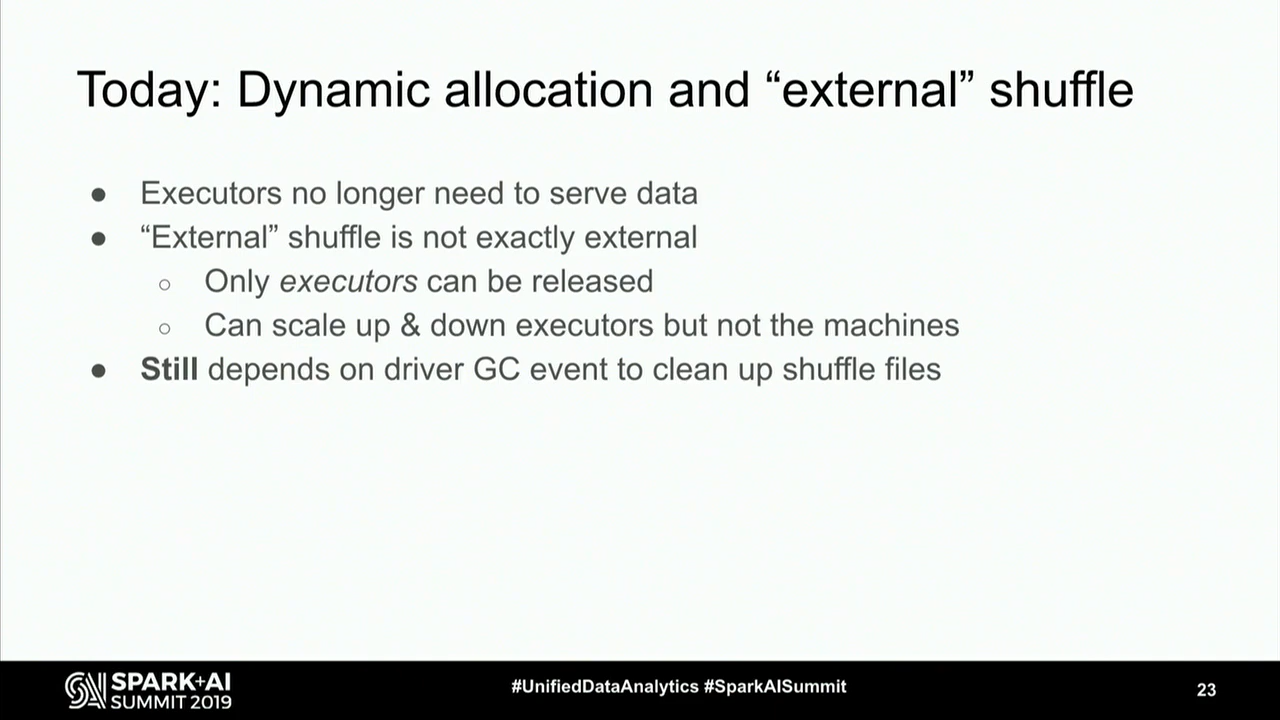 Today: Dynamic allocation and “external” shuffle
● Executors no longer need to serve data
● “External” shuffle is not exactly external
○ Only executors can be released
○ Can scale up & down executors but not the machines
● Still depends on driver GC event to clean up shuffle files
SPARK+AI
SUMMIT 2019
#UnifiedDataAnalytics #SparkAISummit
23